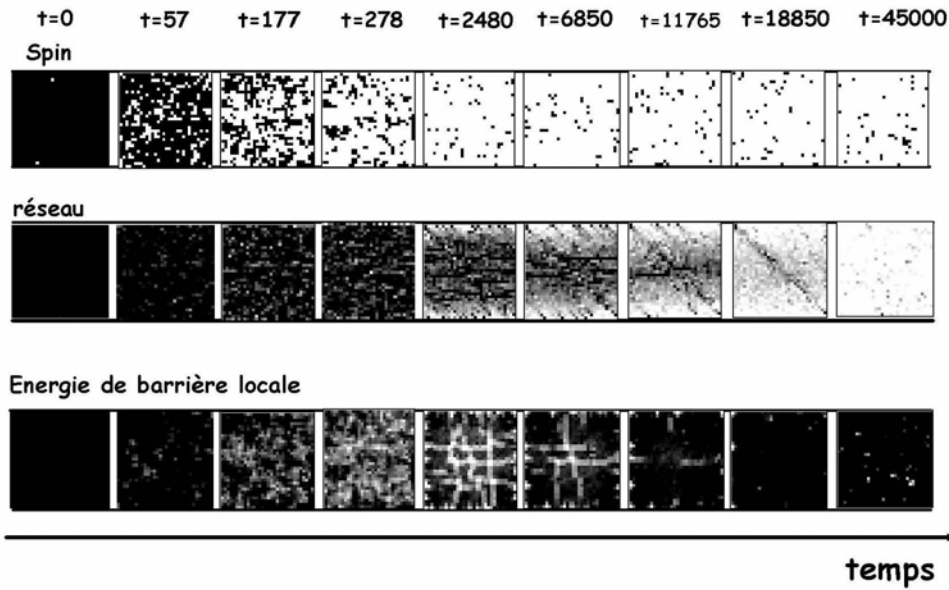 t=0 t=57 t=177 t=278 t=2480 t=6850 t=11765 t=18850 t=45000
Spin
réseau
Energie de barrière locale
temps